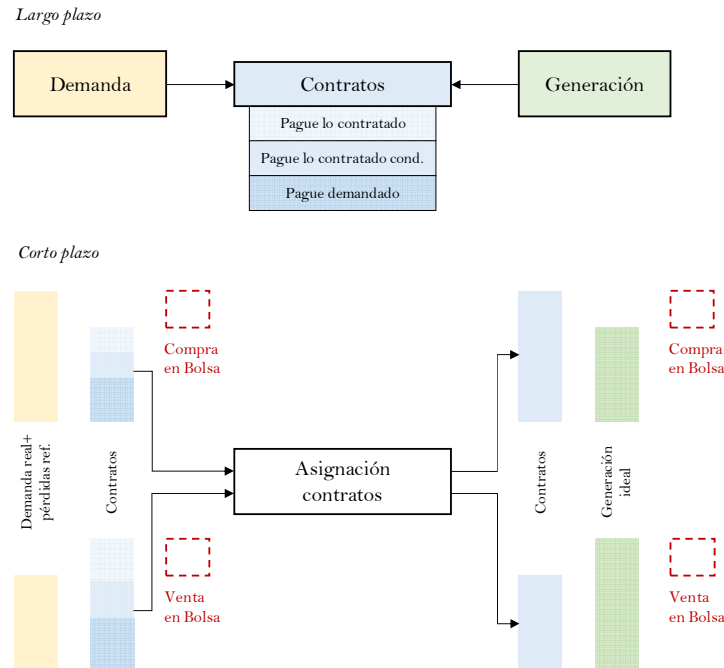 Largo plazo
Demanda
Contratos
Generación
Pague lo contratado
Pague lo contratado cond.
Pague demandado
Corto plazo
Compra
en Bolsa
Compra
en Bolsa
Demanda real+
pérdidas ref.
Contratos
Asignación
contratos
Contratos
Generación
ideal
Venta
en Bolsa
Venta
en Bolsa